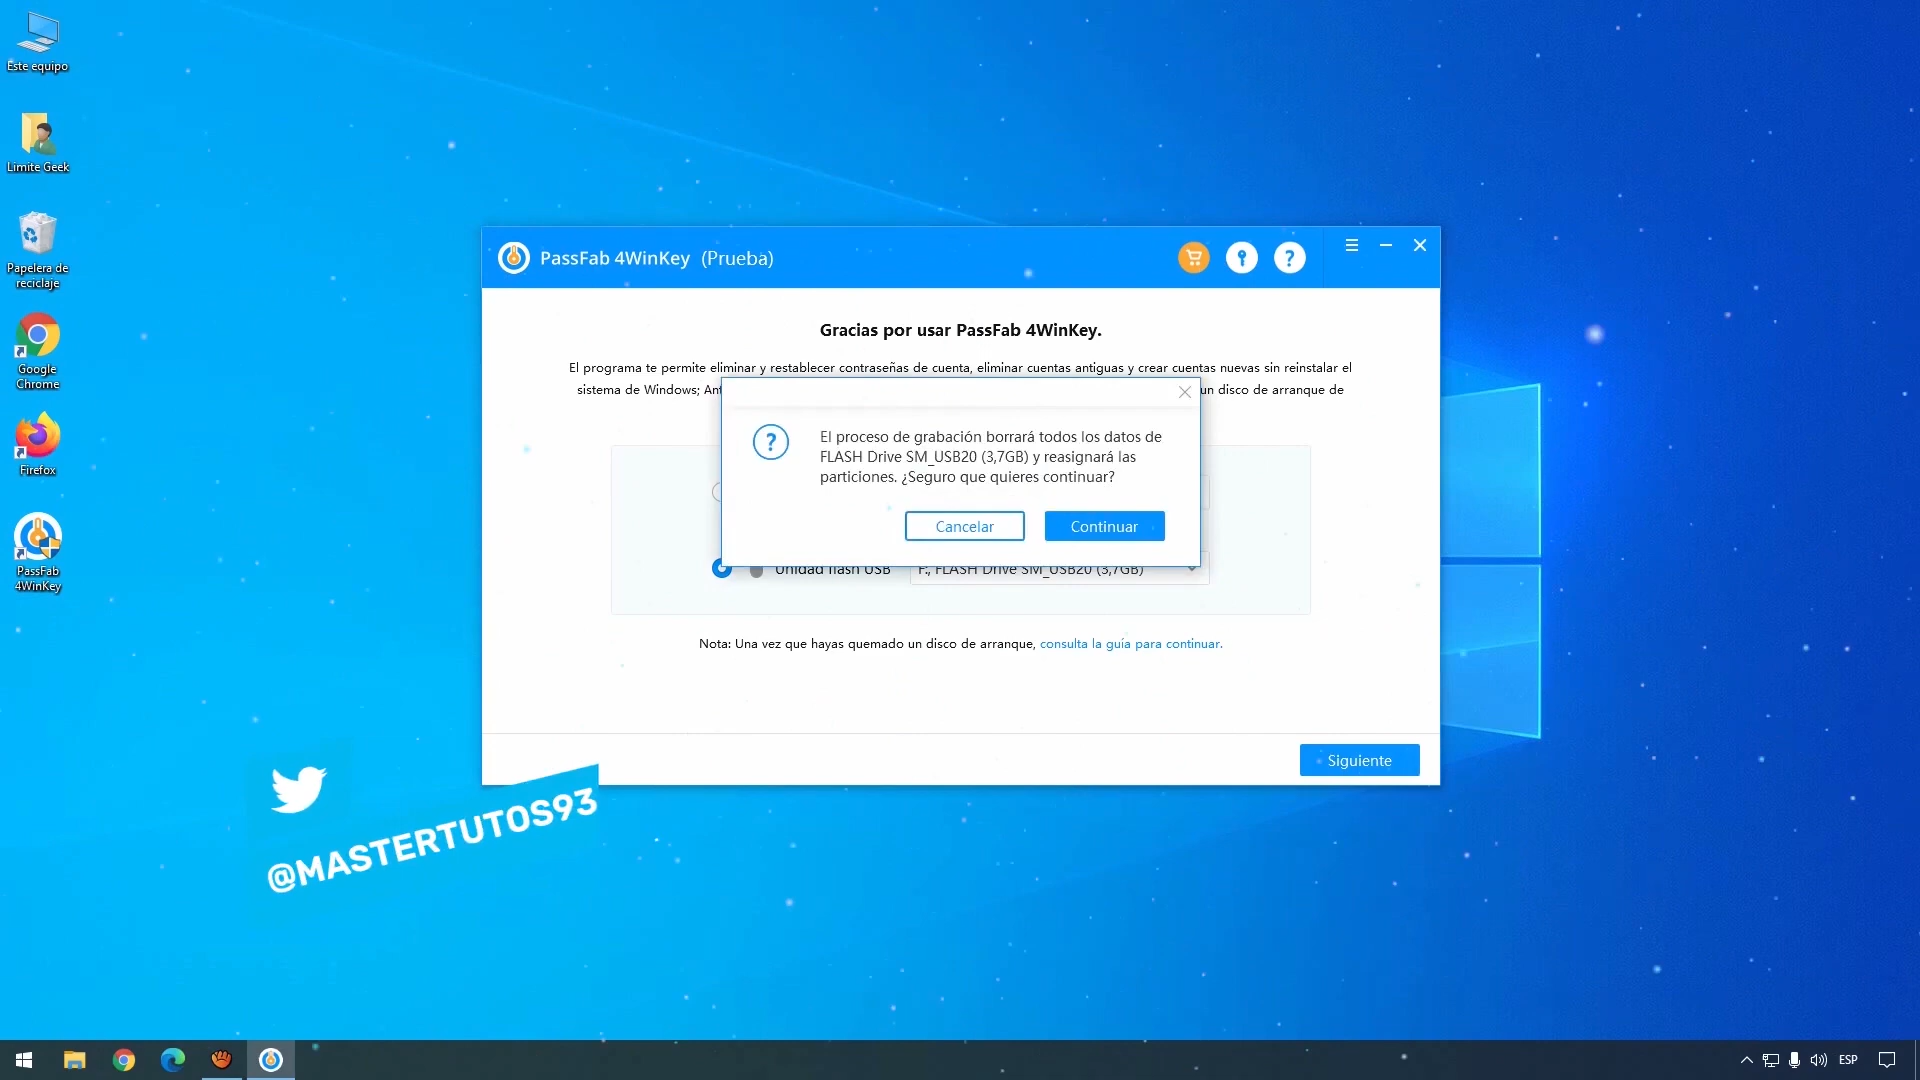 Este equipo
Limite Geek
Papelera de
reciclaje
Google
Chrome
Firefox
PassFab
4WinKey
PassFab 4WinKey (Prueba)
Gracias por usar PassFab 4WinKey.
El programa te permite eliminar y restablecer contraseñas de cuenta, eliminar cuentas antiguas y crear cuentas nuevas sin reinstalar el
sistema de Windows; Ant
un disco de arranque de
El proceso de grabación borrará todos los datos de
FLASH Drive SM_USB20 (3,7GB) y reasignará las
particiones. ¿Seguro que quieres continuar?
Cancelar
Continuar
Unidad flash USB
F:, FLASH Drive SM_USB20 (3,7GB)
Nota: Una vez que hayas quemado un disco de arranque, consulta la guía para continuar.
Siguiente
@MASTERTUTOS93
ESP